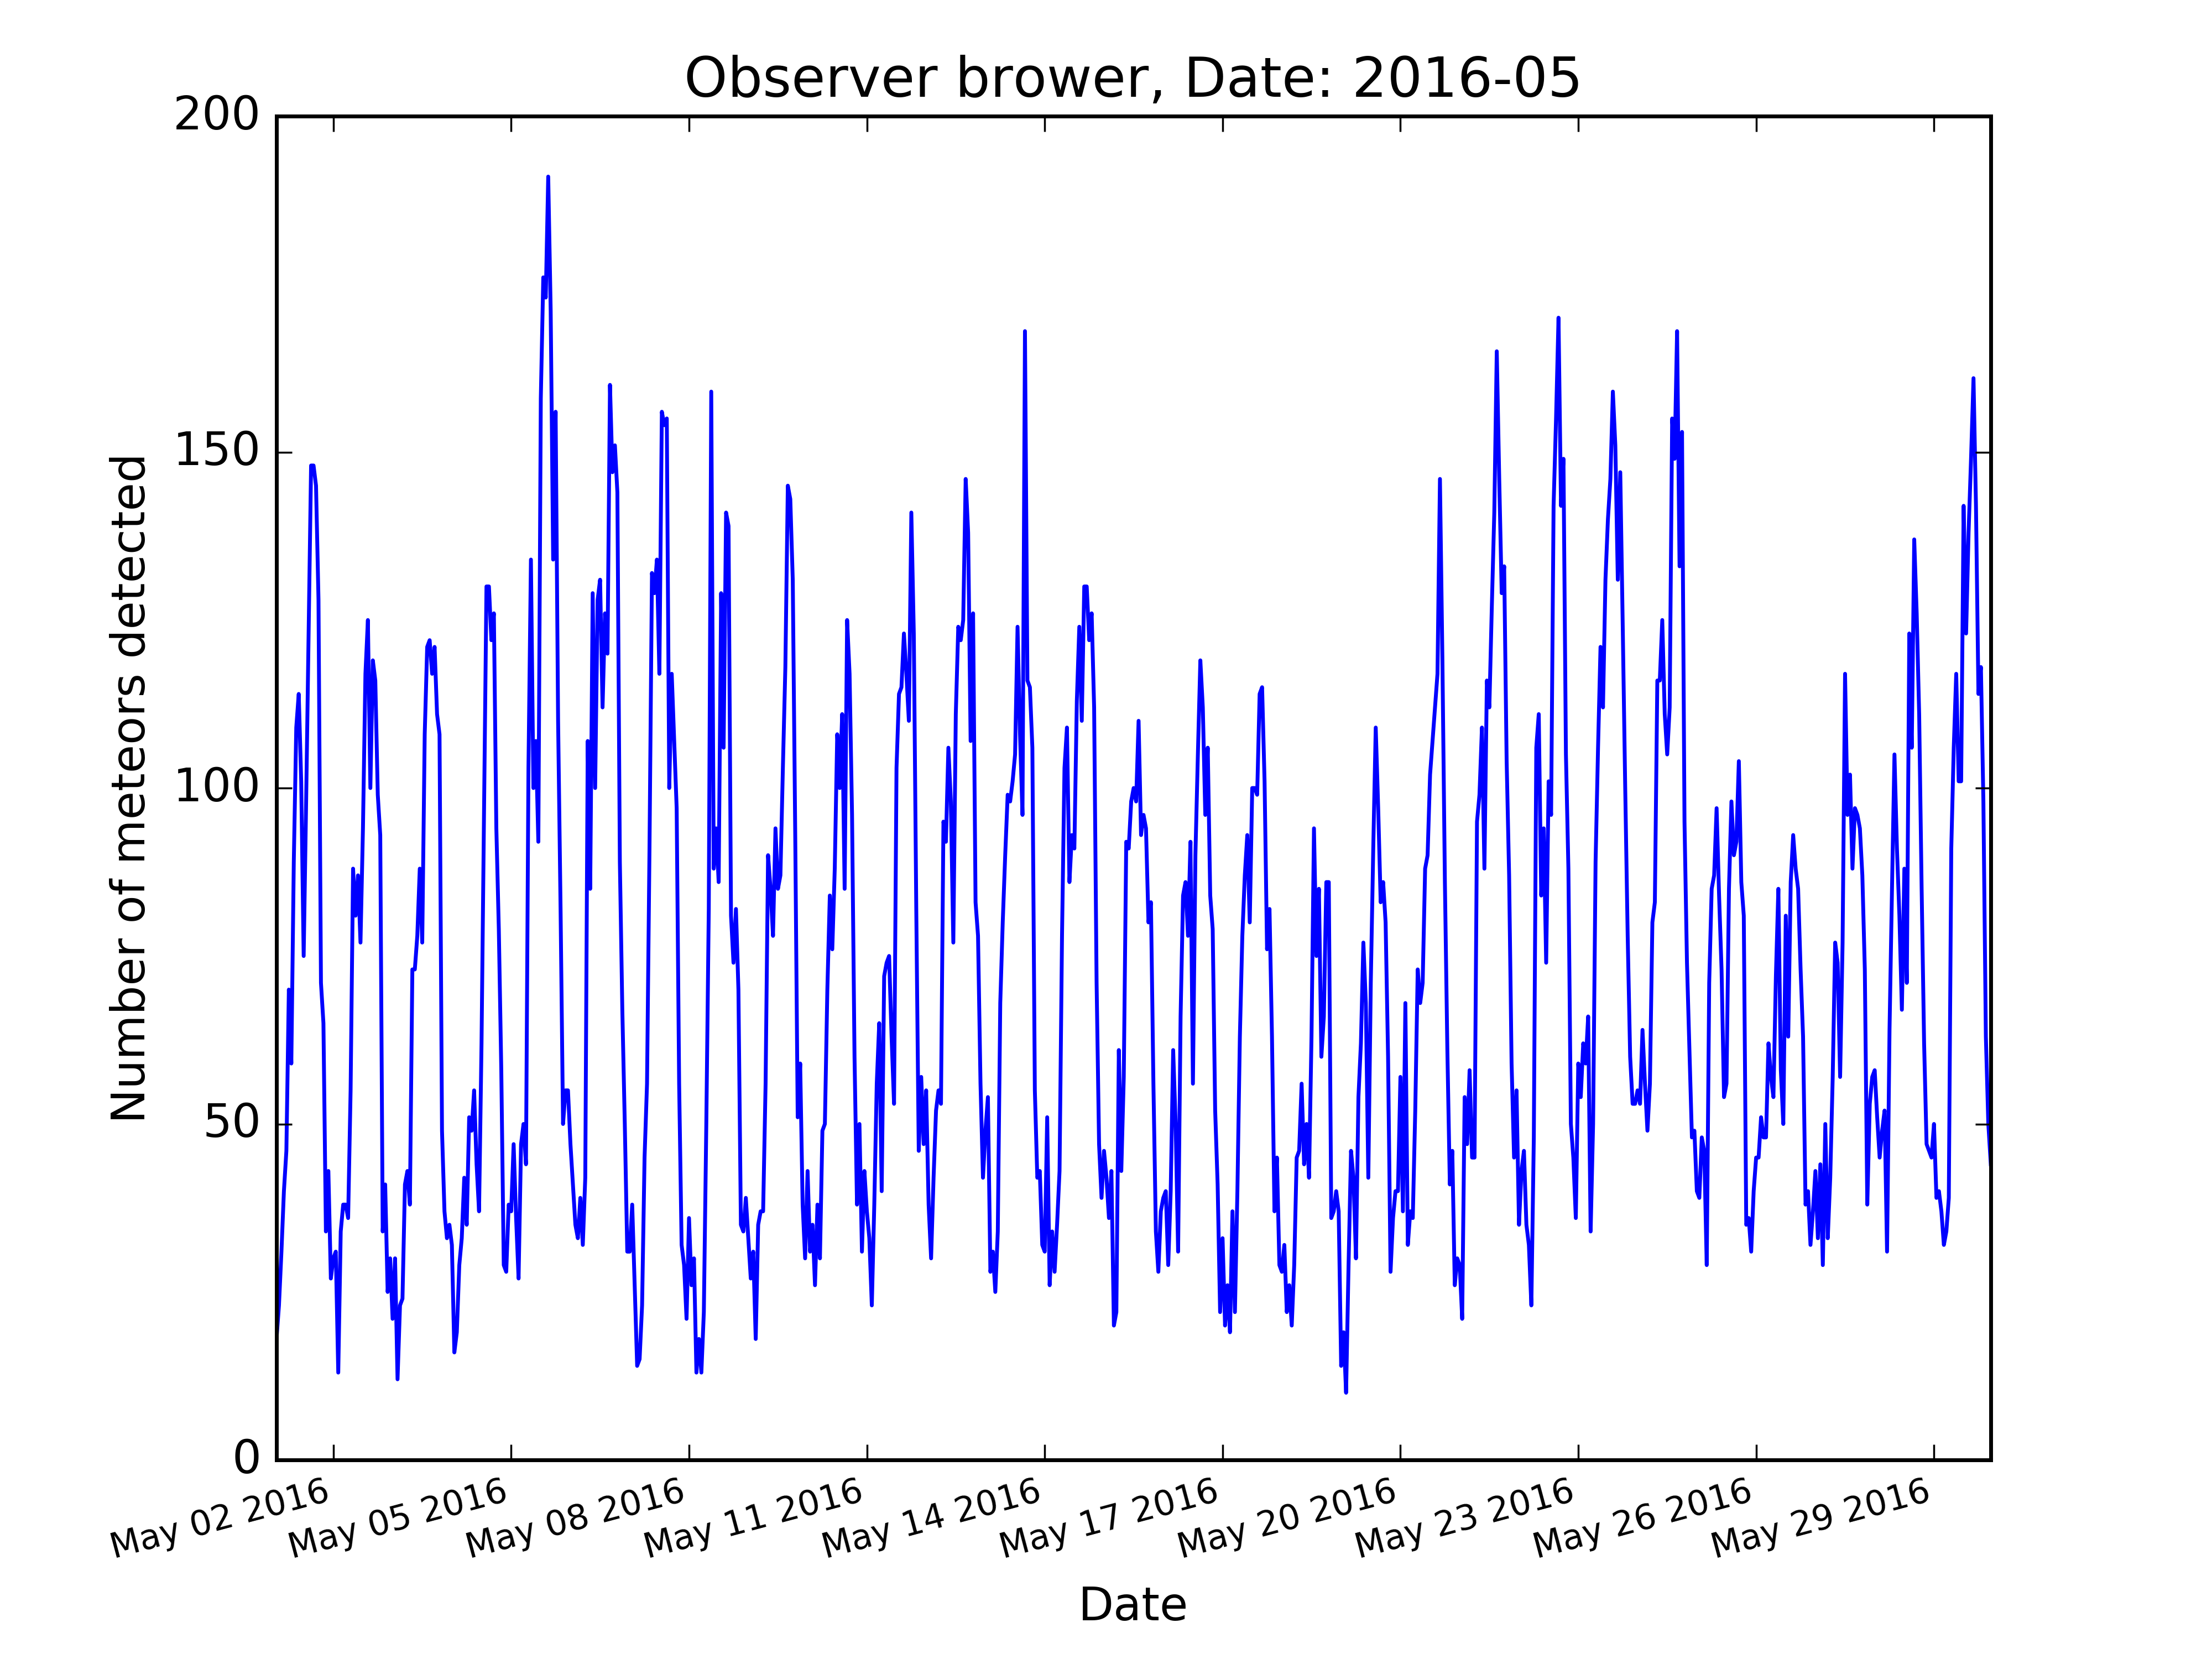 Observer brower, Date: 2016-05
200
150
100
50
0
Number of meteors detected
May 02 2016
May 05 2016
May 08 2016
May 11 2016
May 14 2016
May 17 2016
May 20 2016
May 23 2016
May 26 2016
May 29 2016
Date